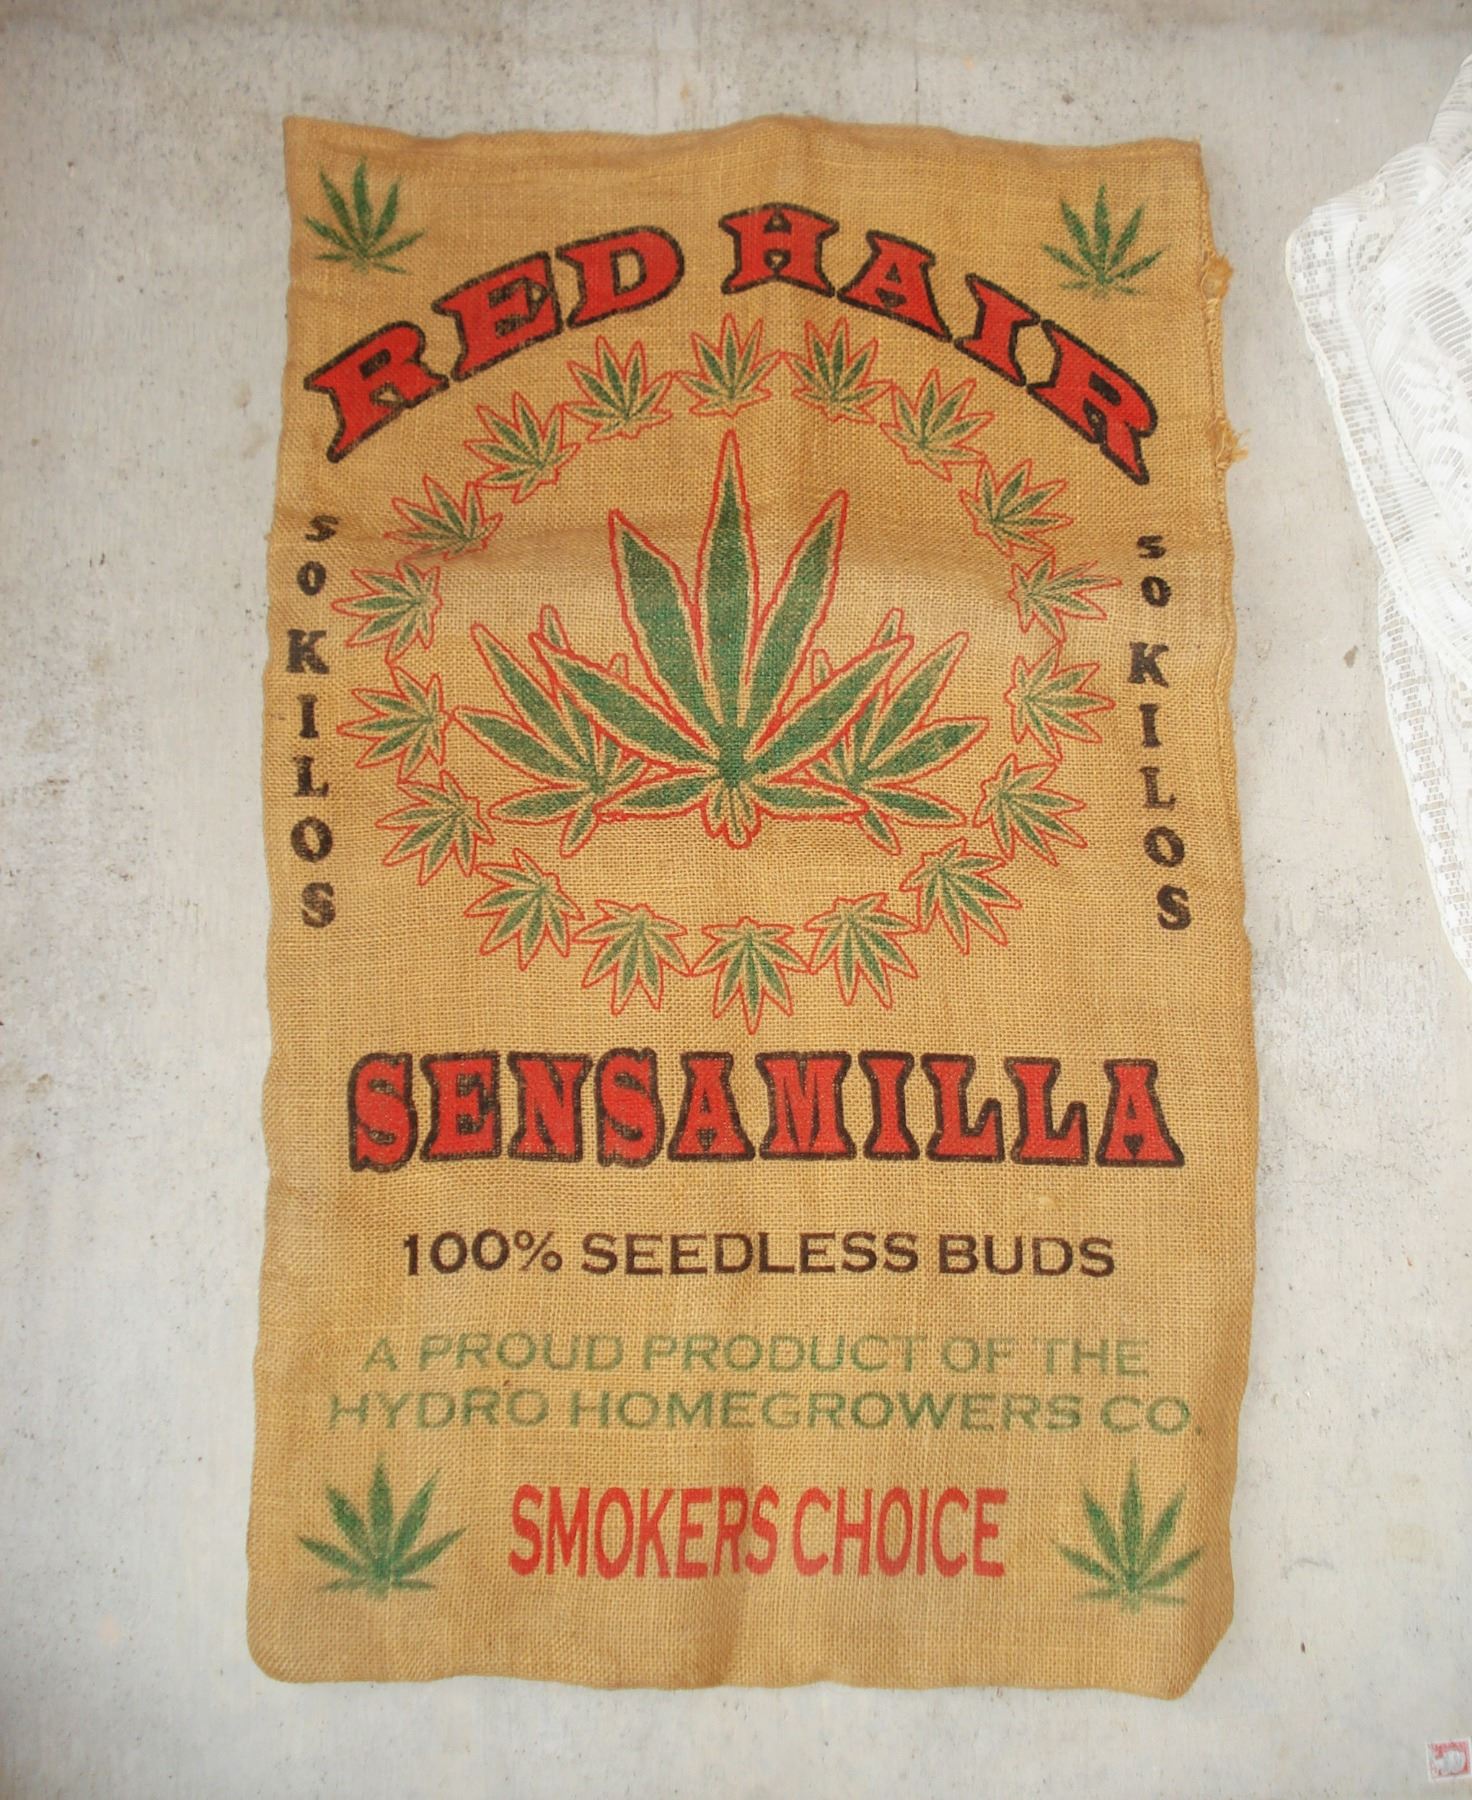 RED HAIR
50 KILOS
50 KILOS
SENSAMILLA
100% SEEDLESS BUDS
A PROUD PRODUCT OF THE
HYDRO HOMEGROWERS CO.
SMOKERS CHOICE